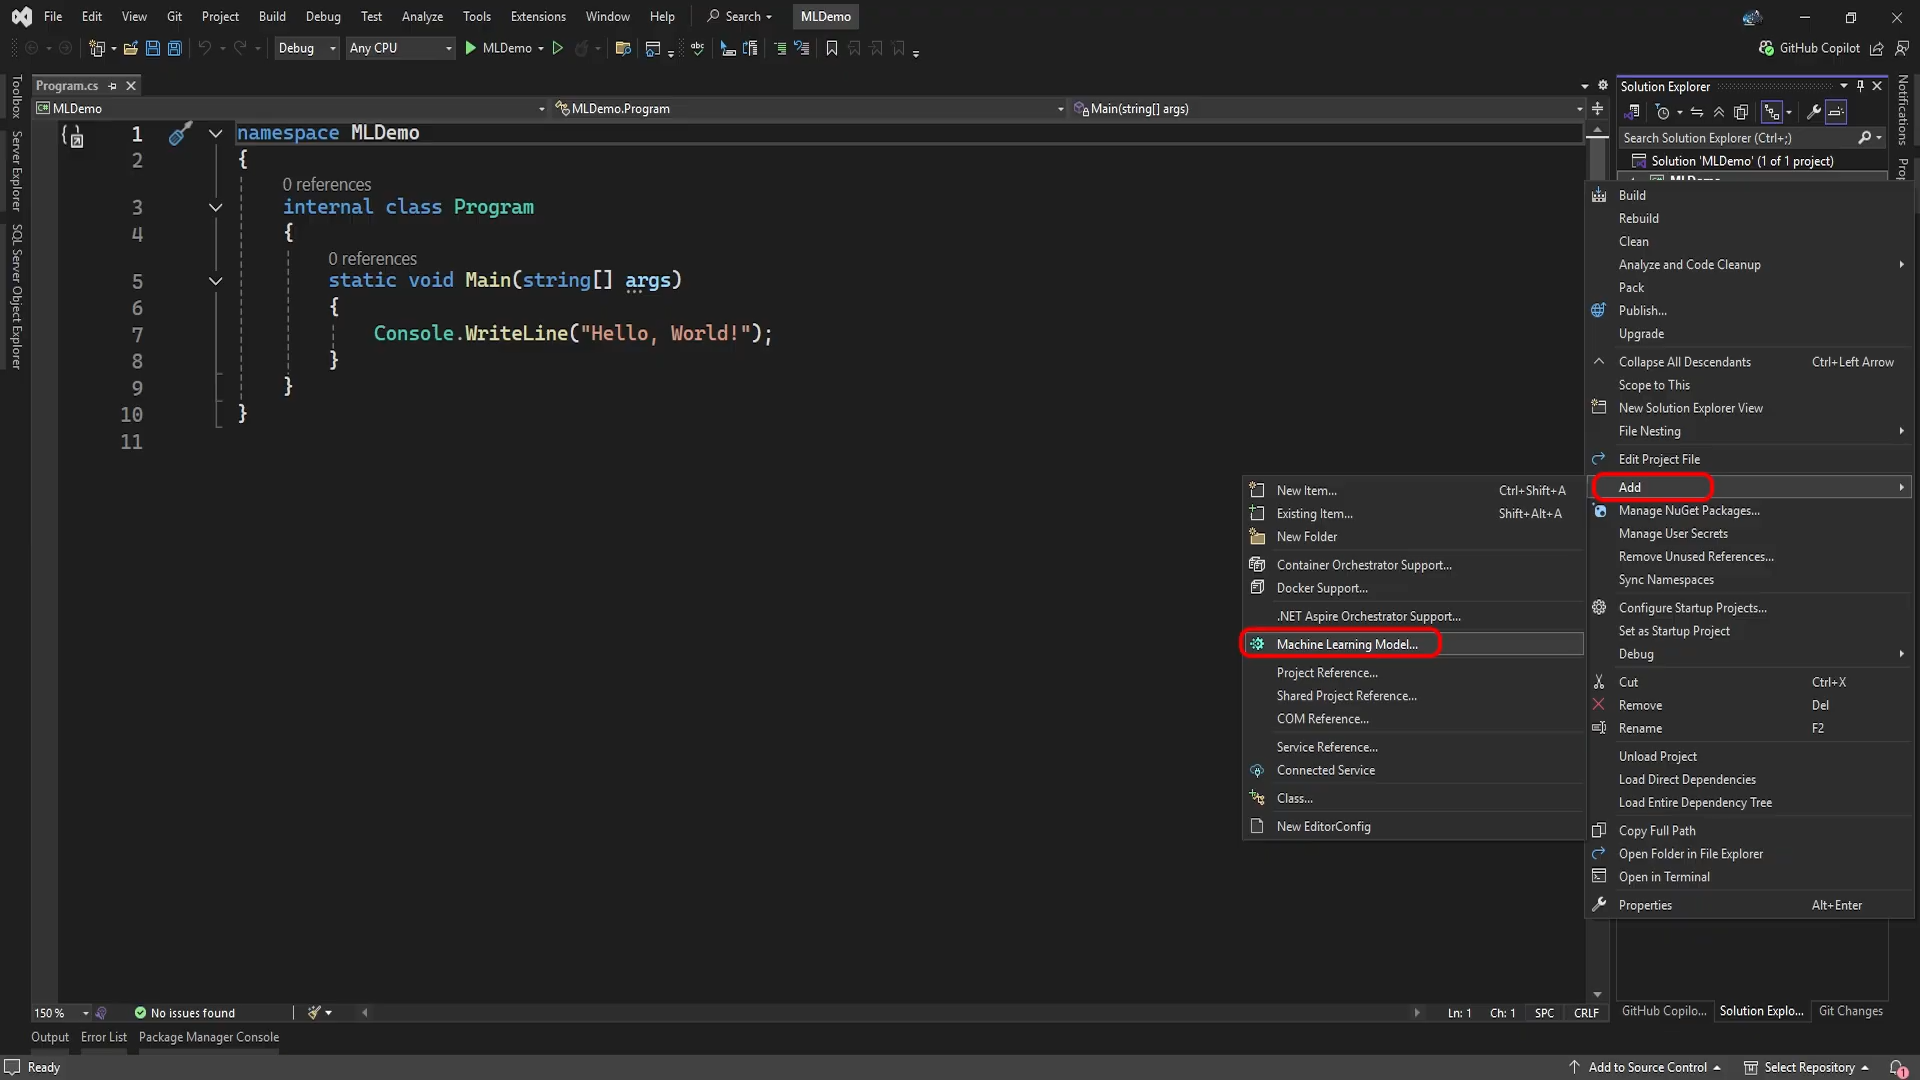 File Edit View Git Project Build Debug Test Analyze Tools Extensions Window Help Search MLDemo
Debug Any CPU MLDemo GitHub Copilot
Toolbox
Server Explorer
SQL Server Object Explorer
Program.cs
MLDemo MLDemo.Program Main(string[] args)
1 namespace MLDemo
2 {
0 references
3 internal class Program
4 {
0 references
5 static void Main(string[] args)
6 {
7 Console.WriteLine("Hello, World!");
8 }
9 }
10 }
11
Solution Explorer
Search Solution Explorer (Ctrl+;)
Solution 'MLDemo' (1 of 1 project)
MLDemo
Notifications
Prop
Build
Rebuild
Clean
Analyze and Code Cleanup
Pack
Publish...
Upgrade
Collapse All Descendants Ctrl+Left Arrow
Scope to This
New Solution Explorer View
File Nesting
Edit Project File
Add
Manage NuGet Packages...
Manage User Secrets
Remove Unused References...
Sync Namespaces
Configure Startup Projects...
Set as Startup Project
Debug
Cut Ctrl+X
Remove Del
Rename F2
Unload Project
Load Direct Dependencies
Load Entire Dependency Tree
Copy Full Path
Open Folder in File Explorer
Open in Terminal
Properties Alt+Enter
New Item... Ctrl+Shift+A
Existing Item... Shift+Alt+A
New Folder
Container Orchestrator Support...
Docker Support...
.NET Aspire Orchestrator Support...
Machine Learning Model...
Project Reference...
Shared Project Reference...
COM Reference...
Service Reference...
Connected Service
Class...
New EditorConfig
150 % No issues found Ln: 1 Ch: 1 SPC CRLF
GitHub Copilo... Solution Explo... Git Changes
Output Error List Package Manager Console
Ready Add to Source Control Select Repository 1